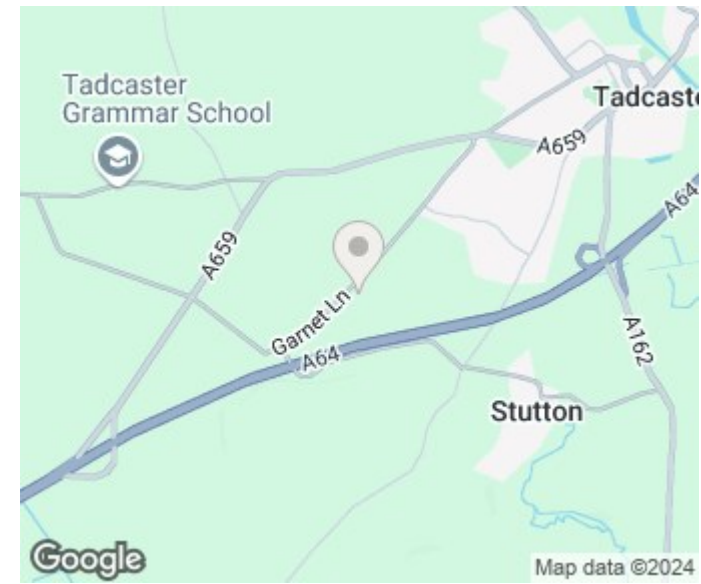 Tadcaster
Grammar School
Tadcaste
A659
A64
A659
Garnet Ln
A64
A162
Stutton
Google
Map data ©2024